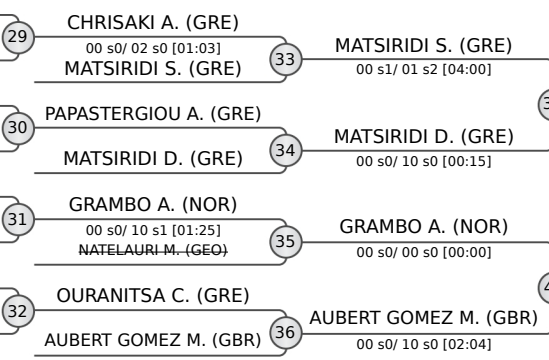 CHRISAKI A. (GRE)
29
00 s0/ 02 s0 [01:03]
MATSIRIDI S. (GRE)
33
MATSIRIDI S. (GRE)
00 s1/ 01 s2 [04:00]
PAPASTERGIOU A. (GRE)
30
MATSIRIDI D. (GRE)
34
MATSIRIDI D. (GRE)
00 s0/ 10 s0 [00:15]
GRAMBO A. (NOR)
31
00 s0/ 10 s1 [01:25]
NATELAURI M. (GEO)
35
GRAMBO A. (NOR)
00 s0/ 00 s0 [00:00]
OURANITSA C. (GRE)
32
AUBERT GOMEZ M. (GBR)
36
AUBERT GOMEZ M. (GBR)
00 s0/ 10 s0 [02:04]